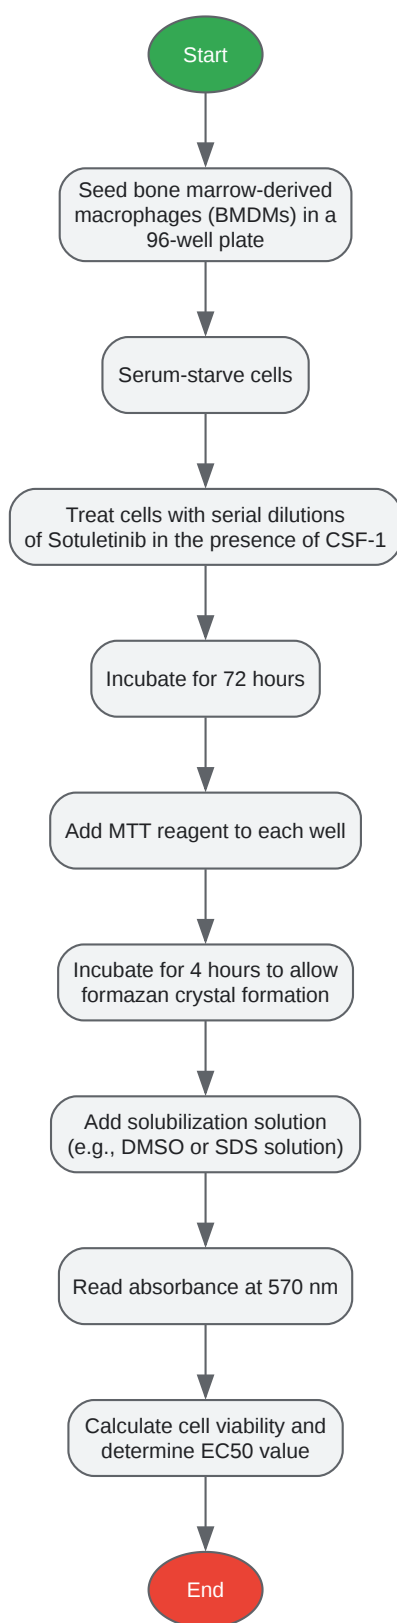 Start
Seed bone marrow-derived
macrophages (BMDMs) in a
96-well plate
Serum-starve cells
Treat cells with serial dilutions
of Sotuletinib in the presence of CSF-1
Incubate for 72 hours
Add MTT reagent to each well
Incubate for 4 hours to allow
formazan crystal formation
Add solubilization solution
(e.g., DMSO or SDS solution)
Read absorbance at 570 nm
Calculate cell viability and
determine EC50 value
End